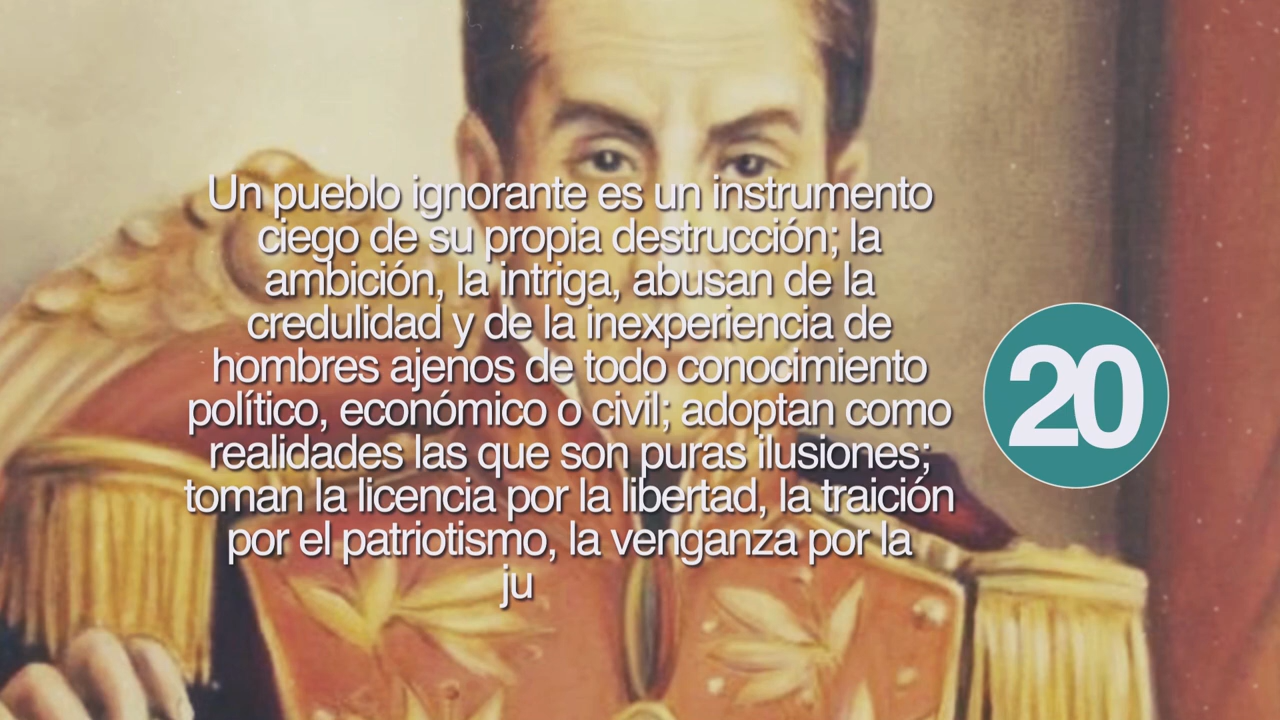 Un pueblo ignorante es un instrumento
ciego de su propia destrucción; la
ambición, la intriga, abusan de la
credulidad y de la inexperiencia de
hombres ajenos de todo conocimiento
político, económico o civil; adoptan como
realidades las que son puras ilusiones;
toman la licencia por la libertad, la traición
por el patriotismo, la venganza por la
ju
20